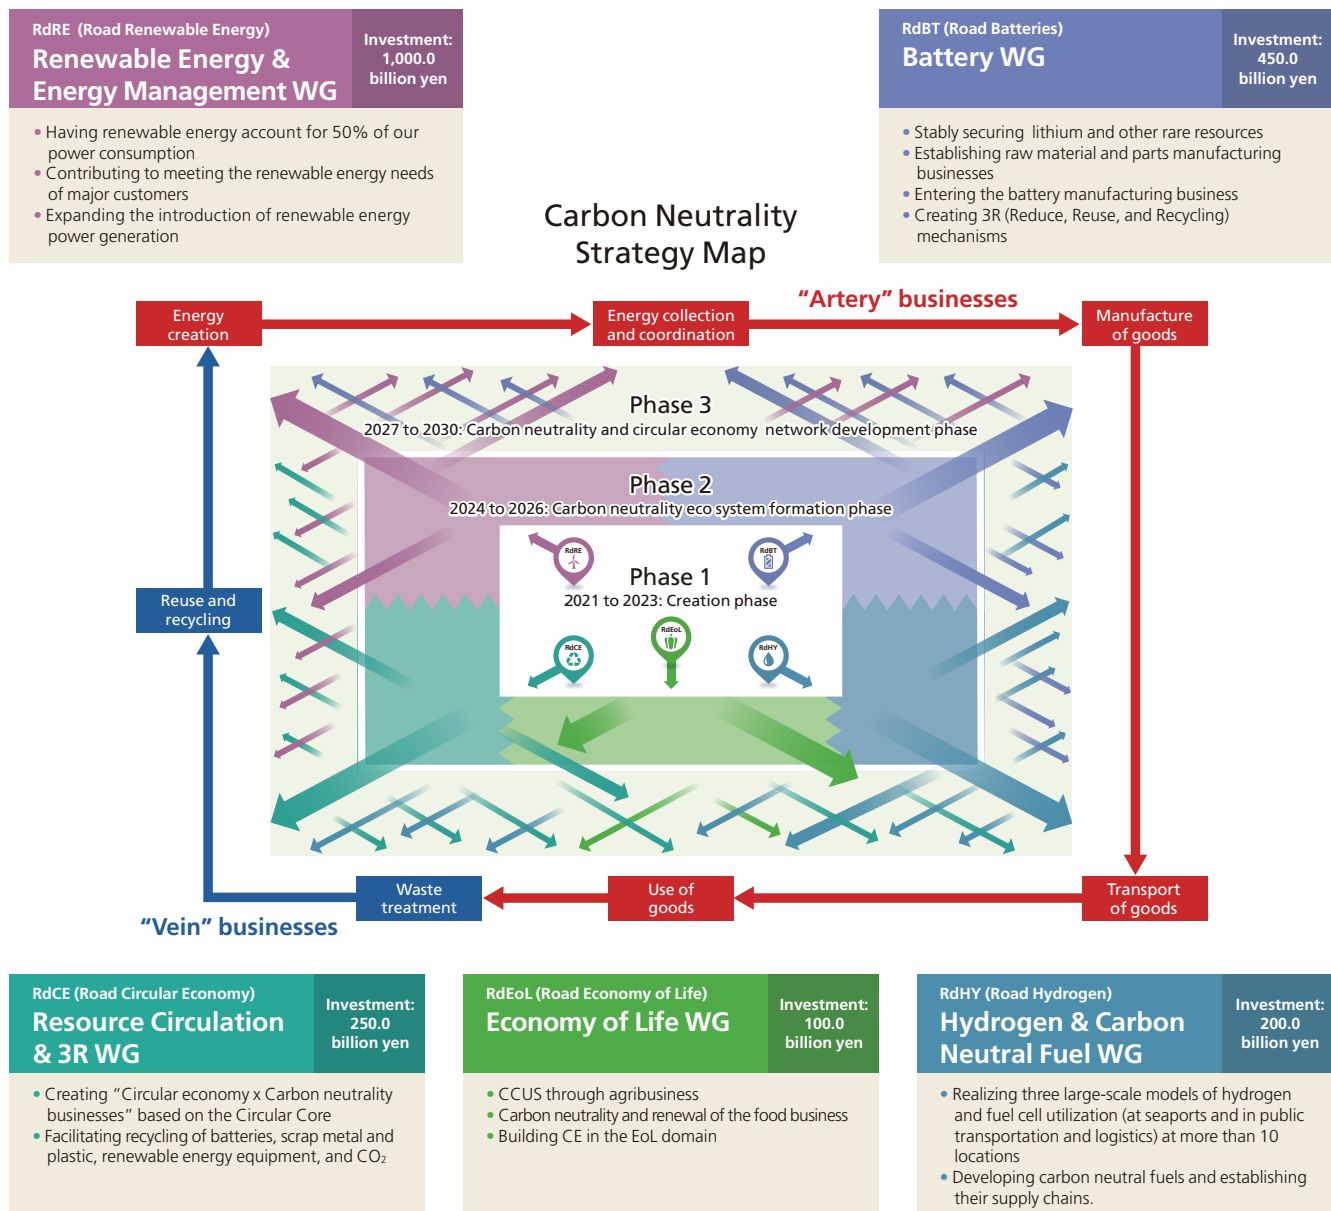 RdRE (Road Renewable Energy)
Renewable Energy &
Energy Management WG
Investment:
1,000.0
billion yen
• Having renewable energy account for 50% of our
power consumption
• Contributing to meeting the renewable energy needs
of major customers
• Expanding the introduction of renewable energy
power generation
RdBT (Road Batteries)
Battery WG
Investment:
450.0
billion yen
• Stably securing lithium and other rare resources
• Establishing raw material and parts manufacturing
businesses
• Entering the battery manufacturing business
• Creating 3R (Reduce, Reuse, and Recycling)
mechanisms
Carbon Neutrality
Strategy Map
“Artery” businesses
Energy
creation
Energy collection
and coordination
Manufacture
of goods
Phase 3
2027 to 2030: Carbon neutrality and circular economy network development phase
Phase 2
2024 to 2026: Carbon neutrality eco system formation phase
RdRE
RdBT
Phase 1
2021 to 2023: Creation phase
RdCE
RdEoL
RdHY
Reuse and
recycling
Waste
treatment
Use of
goods
Transport
of goods
“Vein” businesses
RdCE (Road Circular Economy)
Resource Circulation
& 3R WG
Investment:
250.0
billion yen
• Creating “Circular economy x Carbon neutrality
businesses” based on the Circular Core
• Facilitating recycling of batteries, scrap metal and
plastic, renewable energy equipment, and CO2
RdEoL (Road Economy of Life)
Economy of Life WG
Investment:
100.0
billion yen
• CCUS through agribusiness
• Carbon neutrality and renewal of the food business
• Building CE in the EoL domain
RdHY (Road Hydrogen)
Hydrogen & Carbon
Neutral Fuel WG
Investment:
200.0
billion yen
• Realizing three large-scale models of hydrogen
and fuel cell utilization (at seaports and in public
transportation and logistics) at more than 10
locations
• Developing carbon neutral fuels and establishing
their supply chains.